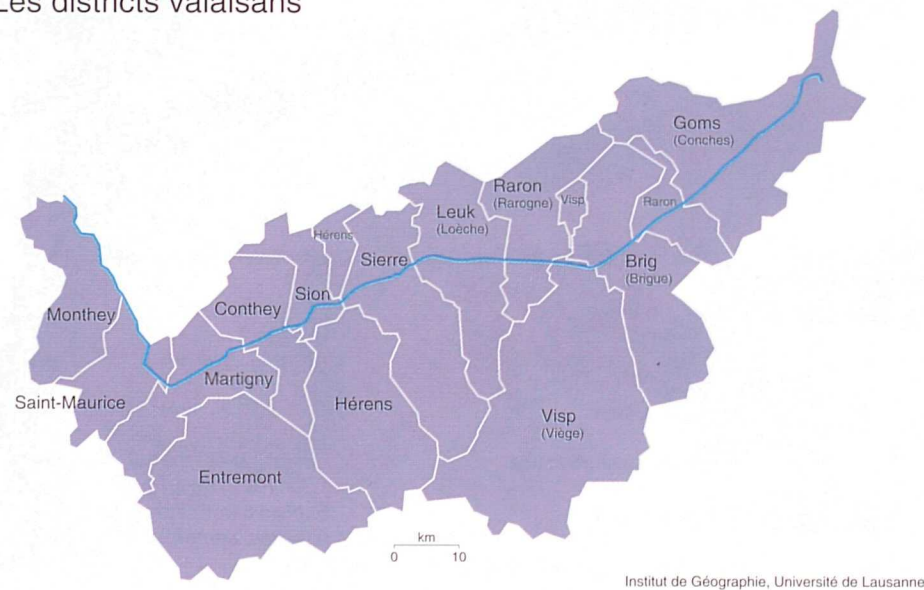 Les districts valaisans
Goms
(Conches)
Raron
(Rarogne)
Visp
Raron
Leuk
(Loèche)
Hérens
Sierre
Brig
(Brigue)
Sion
Conthey
Monthey
Martigny
Saint-Maurice
Hérens
Visp
(Viège)
Entremont
km
0 10
Institut de Géographie, Université de Lausanne